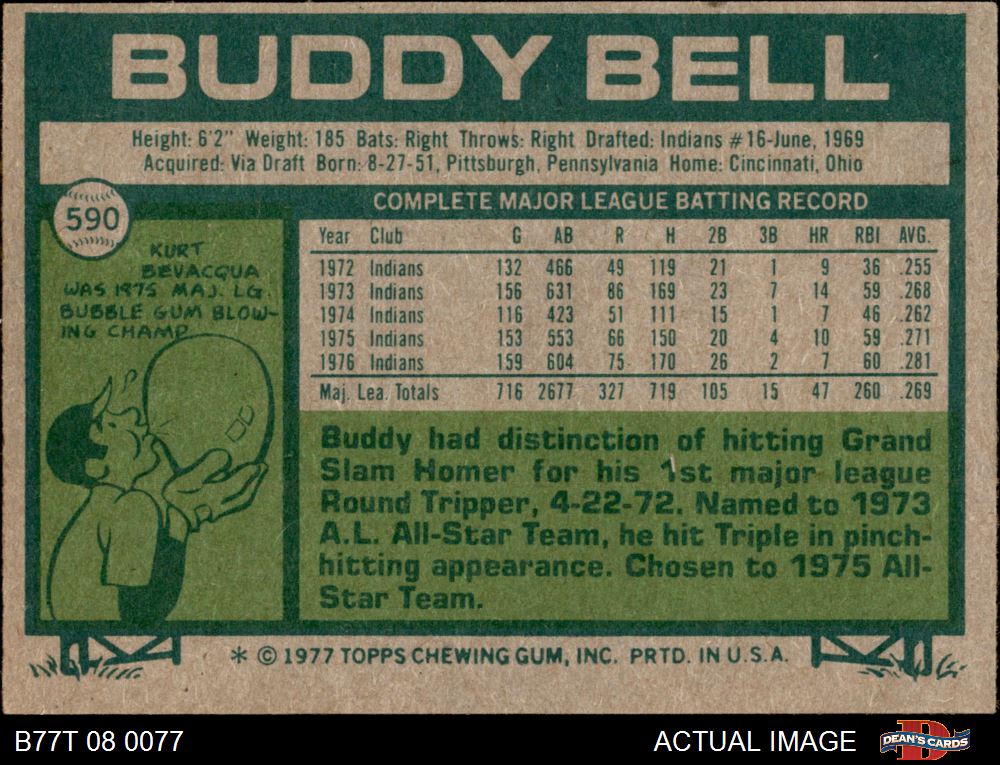 BUDDY BELL
Height: 6'2" Weight: 185 Bats: Right Throws: Right Drafted: Indians #16-June, 1969
Acquired: Via Draft Born: 8-27-51, Pittsburgh, Pennsylvania Home: Cincinnati, Ohio
590
KURT
BEVACQUA
WAS 1975 MAJ. LG.
BUBBLE GUM BLOW-
ING CHAMP
COMPLETE MAJOR LEAGUE BATTING RECORD
Year Club G AB R H 2B 3B HR RBI AVG.
1972 Indians 132 466 49 119 21 1 9 36 .255
1973 Indians 156 631 86 169 23 7 14 59 .268
1974 Indians 116 423 51 111 15 1 7 46 .262
1975 Indians 153 553 66 150 20 4 10 59 .271
1976 Indians 159 604 75 170 26 2 7 60 .281
Maj. Lea. Totals 716 2677 327 719 105 15 47 260 .269
Buddy had distinction of hitting Grand
Slam Homer for his 1st major league
Round Tripper, 4-22-72. Named to 1973
A.L. All-Star Team, he hit Triple in pinch-
hitting appearance. Chosen to 1975 All-
Star Team.
* © 1977 TOPPS CHEWING GUM, INC. PRTD. IN U.S.A.
B77T 08 0077
ACTUAL IMAGE
DEAN'S CARDS